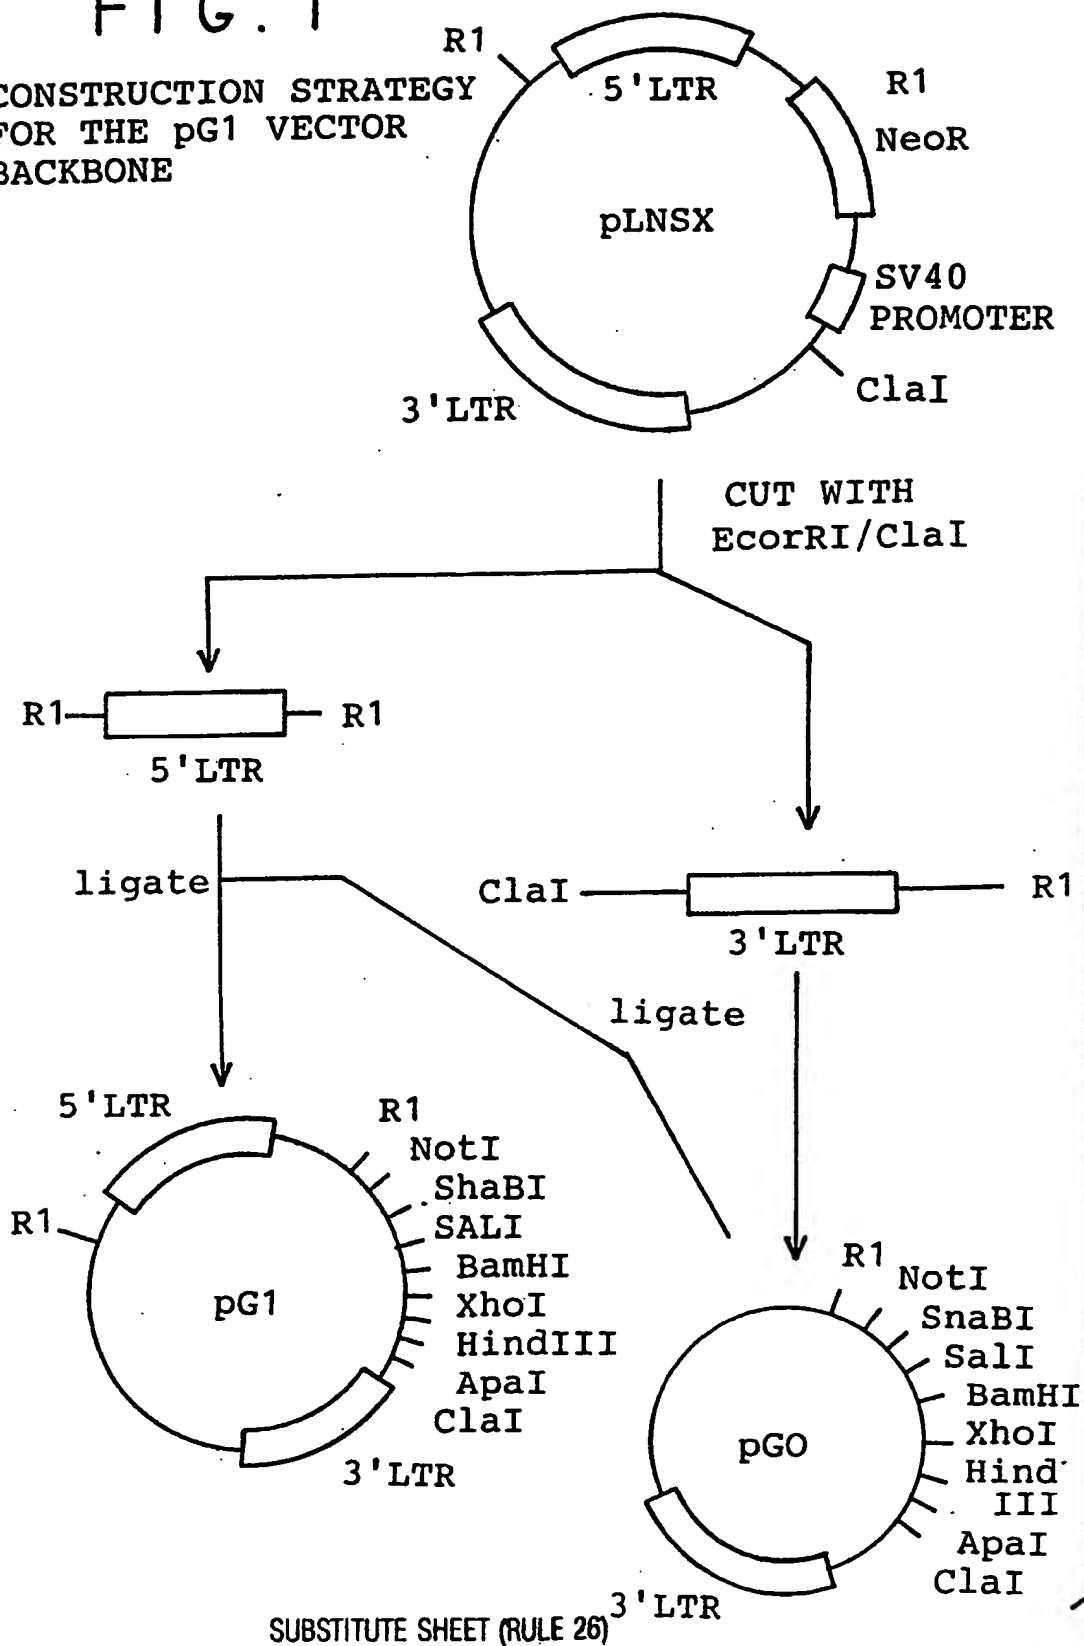 FIG. 1
CONSTRUCTION STRATEGY
FOR THE pG1 VECTOR
BACKBONE
R1
5'LTR
R1
NeoR
pLNSX
SV40
PROMOTER
ClaI
3'LTR
CUT WITH
EcorRI/ClaI
R1
R1
5'LTR
ligate
ClaI
R1
3'LTR
ligate
5'LTR
R1
NotI
ShaBI
R1
SALI
BamHI
pG1
XhoI
HindIII
ApaI
ClaI
3'LTR
R1
NotI
SnaBI
SalI
BamHI
pGO
XhoI
Hind
III
ApaI
ClaI
3'LTR
SUBSTITUTE SHEET (RULE 26)